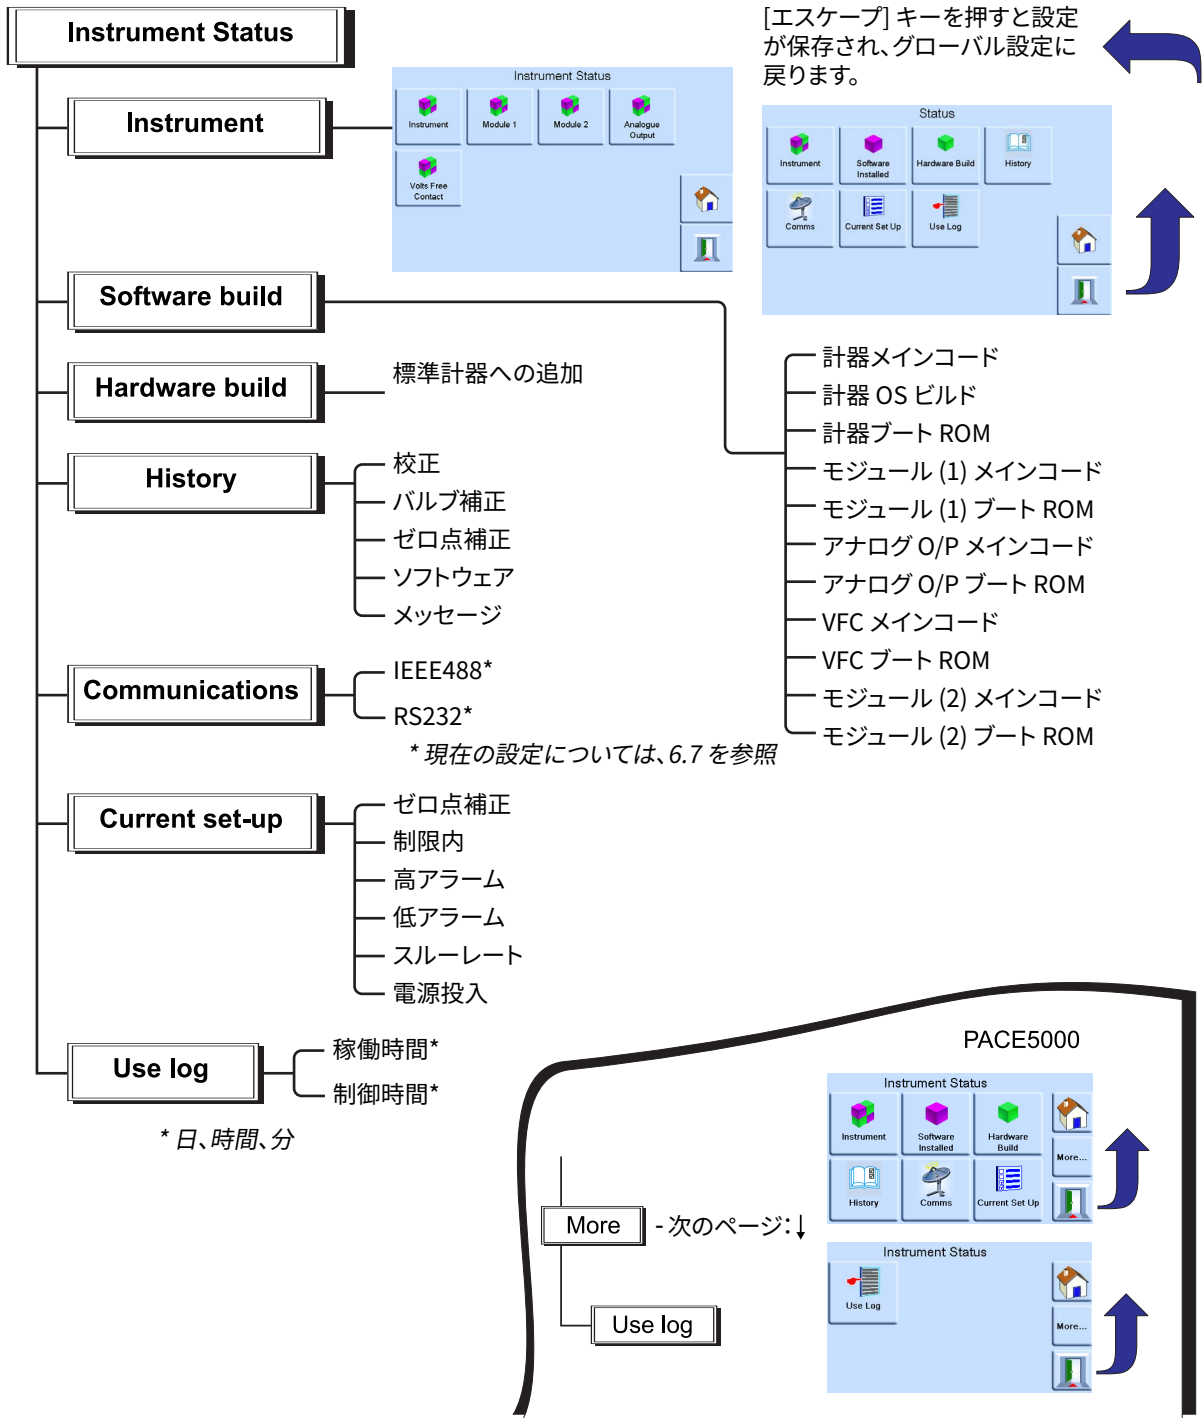 Instrument Status
[エスケープ] キーを押すと設定
が保存され、グローバル設定に
戻ります。
Instrument
Instrument Status
Instrument
Module 1
Module 2
Analogue
Output
Volts Free
Contact
Status
Instrument
Software
Installed
Hardware Build
History
Comms
Current Set Up
Use Log
Software build
Hardware build
標準計器への追加
History
校正
バルブ補正
ゼロ点補正
ソフトウェア
メッセージ
計器メインコード
計器 OS ビルド
計器ブート ROM
モジュール (1) メインコード
モジュール (1) ブート ROM
アナログ O/P メインコード
アナログ O/P ブート ROM
VFC メインコード
VFC ブート ROM
モジュール (2) メインコード
モジュール (2) ブート ROM
Communications
IEEE488*
RS232*
* 現在の設定については、6.7 を参照
Current set-up
ゼロ点補正
制限内
高アラーム
低アラーム
スルーレート
電源投入
Use log
稼働時間*
制御時間*
* 日、時間、分
PACE5000
Instrument Status
Instrument
Software
Installed
Hardware
Build
More...
History
Comms
Current Set Up
More
- 次のページ:↓
Instrument Status
Use Log
More...
Use log